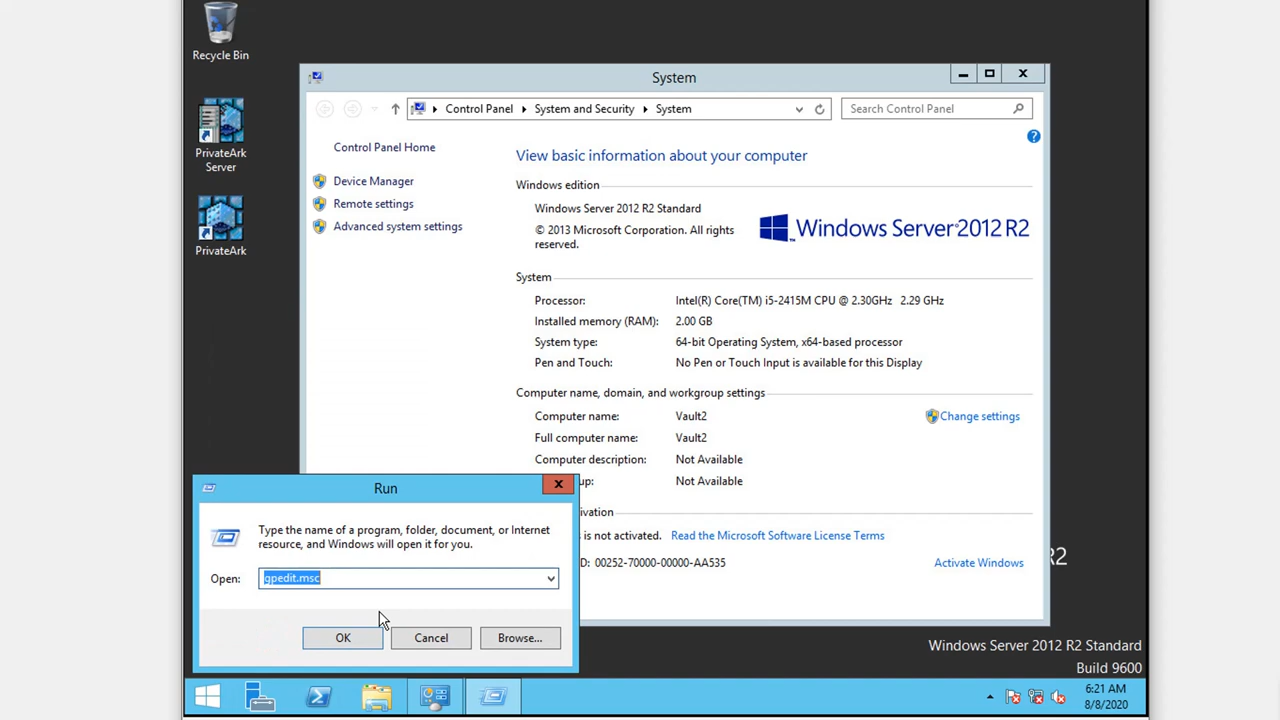 Recycle Bin
PrivateArk
Server
PrivateArk
System
Control Panel
System and Security
System
Search Control Panel
Control Panel Home
Device Manager
Remote settings
Advanced system settings
View basic information about your computer
Windows edition
Windows Server 2012 R2 Standard
© 2013 Microsoft Corporation. All rights
reserved.
Windows Server 2012 R2
System
Processor: Intel(R) Core(TM) i5-2415M CPU @ 2.30GHz 2.29 GHz
Installed memory (RAM): 2.00 GB
System type: 64-bit Operating System, x64-based processor
Pen and Touch: No Pen or Touch Input is available for this Display
Computer name, domain, and workgroup settings
Computer name: Vault2
Change settings
Full computer name: Vault2
Computer description: Not Available
up: Not Available
ivation
is not activated. Read the Microsoft Software License Terms
D: 00252-70000-00000-AA535
Activate Windows
Run
Type the name of a program, folder, document, or Internet
resource, and Windows will open it for you.
Open: gpedit.msc
OK
Cancel
Browse...
R2
Windows Server 2012 R2 Standard
Build 9600
6:21 AM
8/8/2020